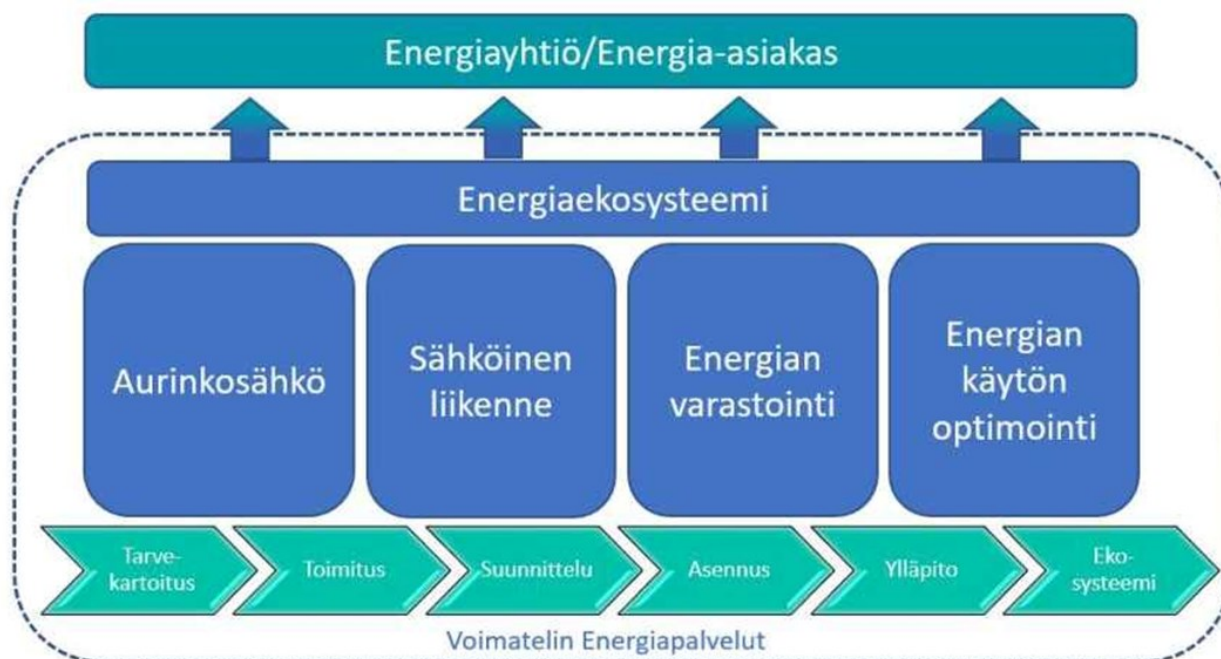 Energiayhtiö/Energia-asiakas
Energiaekosysteemi
Aurinkosähkö
Sähköinen
liikenne
Energian
varastointi
Energian
käytön
optimointi
Tarve-
kartoitus
Toimitus
Suunnittelu
Asennus
Ylläpito
Eko-
systeemi
Voimatelin Energiapalvelut